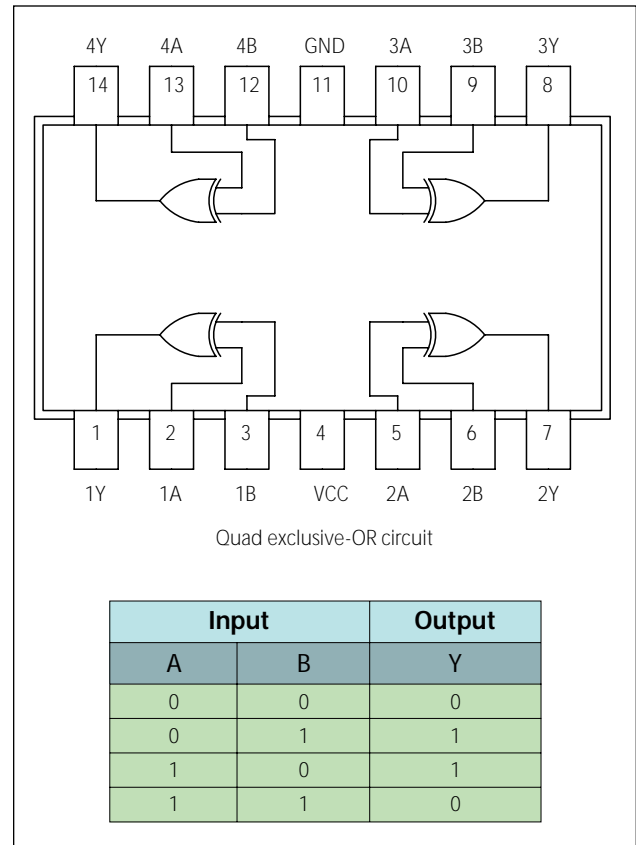 4Y 4A 4B GND 3A 3B 3Y
14 13 12 11 10 9 8
1 2 3 4 5 6 7
1Y 1A 1B VCC 2A 2B 2Y
Quad exclusive-OR circuit
Input Output
A B Y
0 0 0
0 1 1
1 0 1
1 1 0